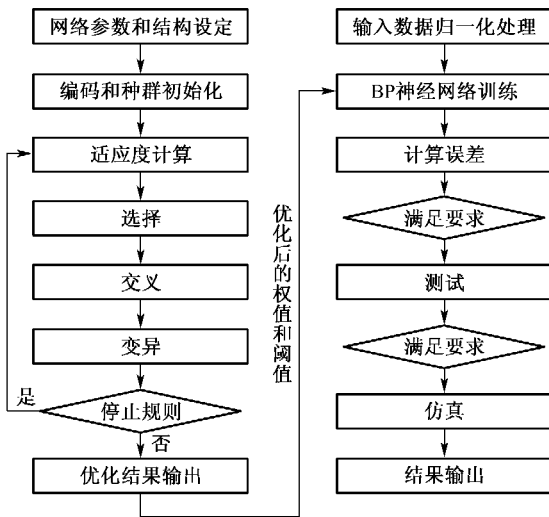 网络参数和结构设定
编码和种群初始化
适应度计算
选择
交叉
变异
是
停止规则
否
优化结果输出
优化后的权值和阈值
输入数据归一化处理
BP神经网络训练
计算误差
满足要求
测试
满足要求
仿真
结果输出